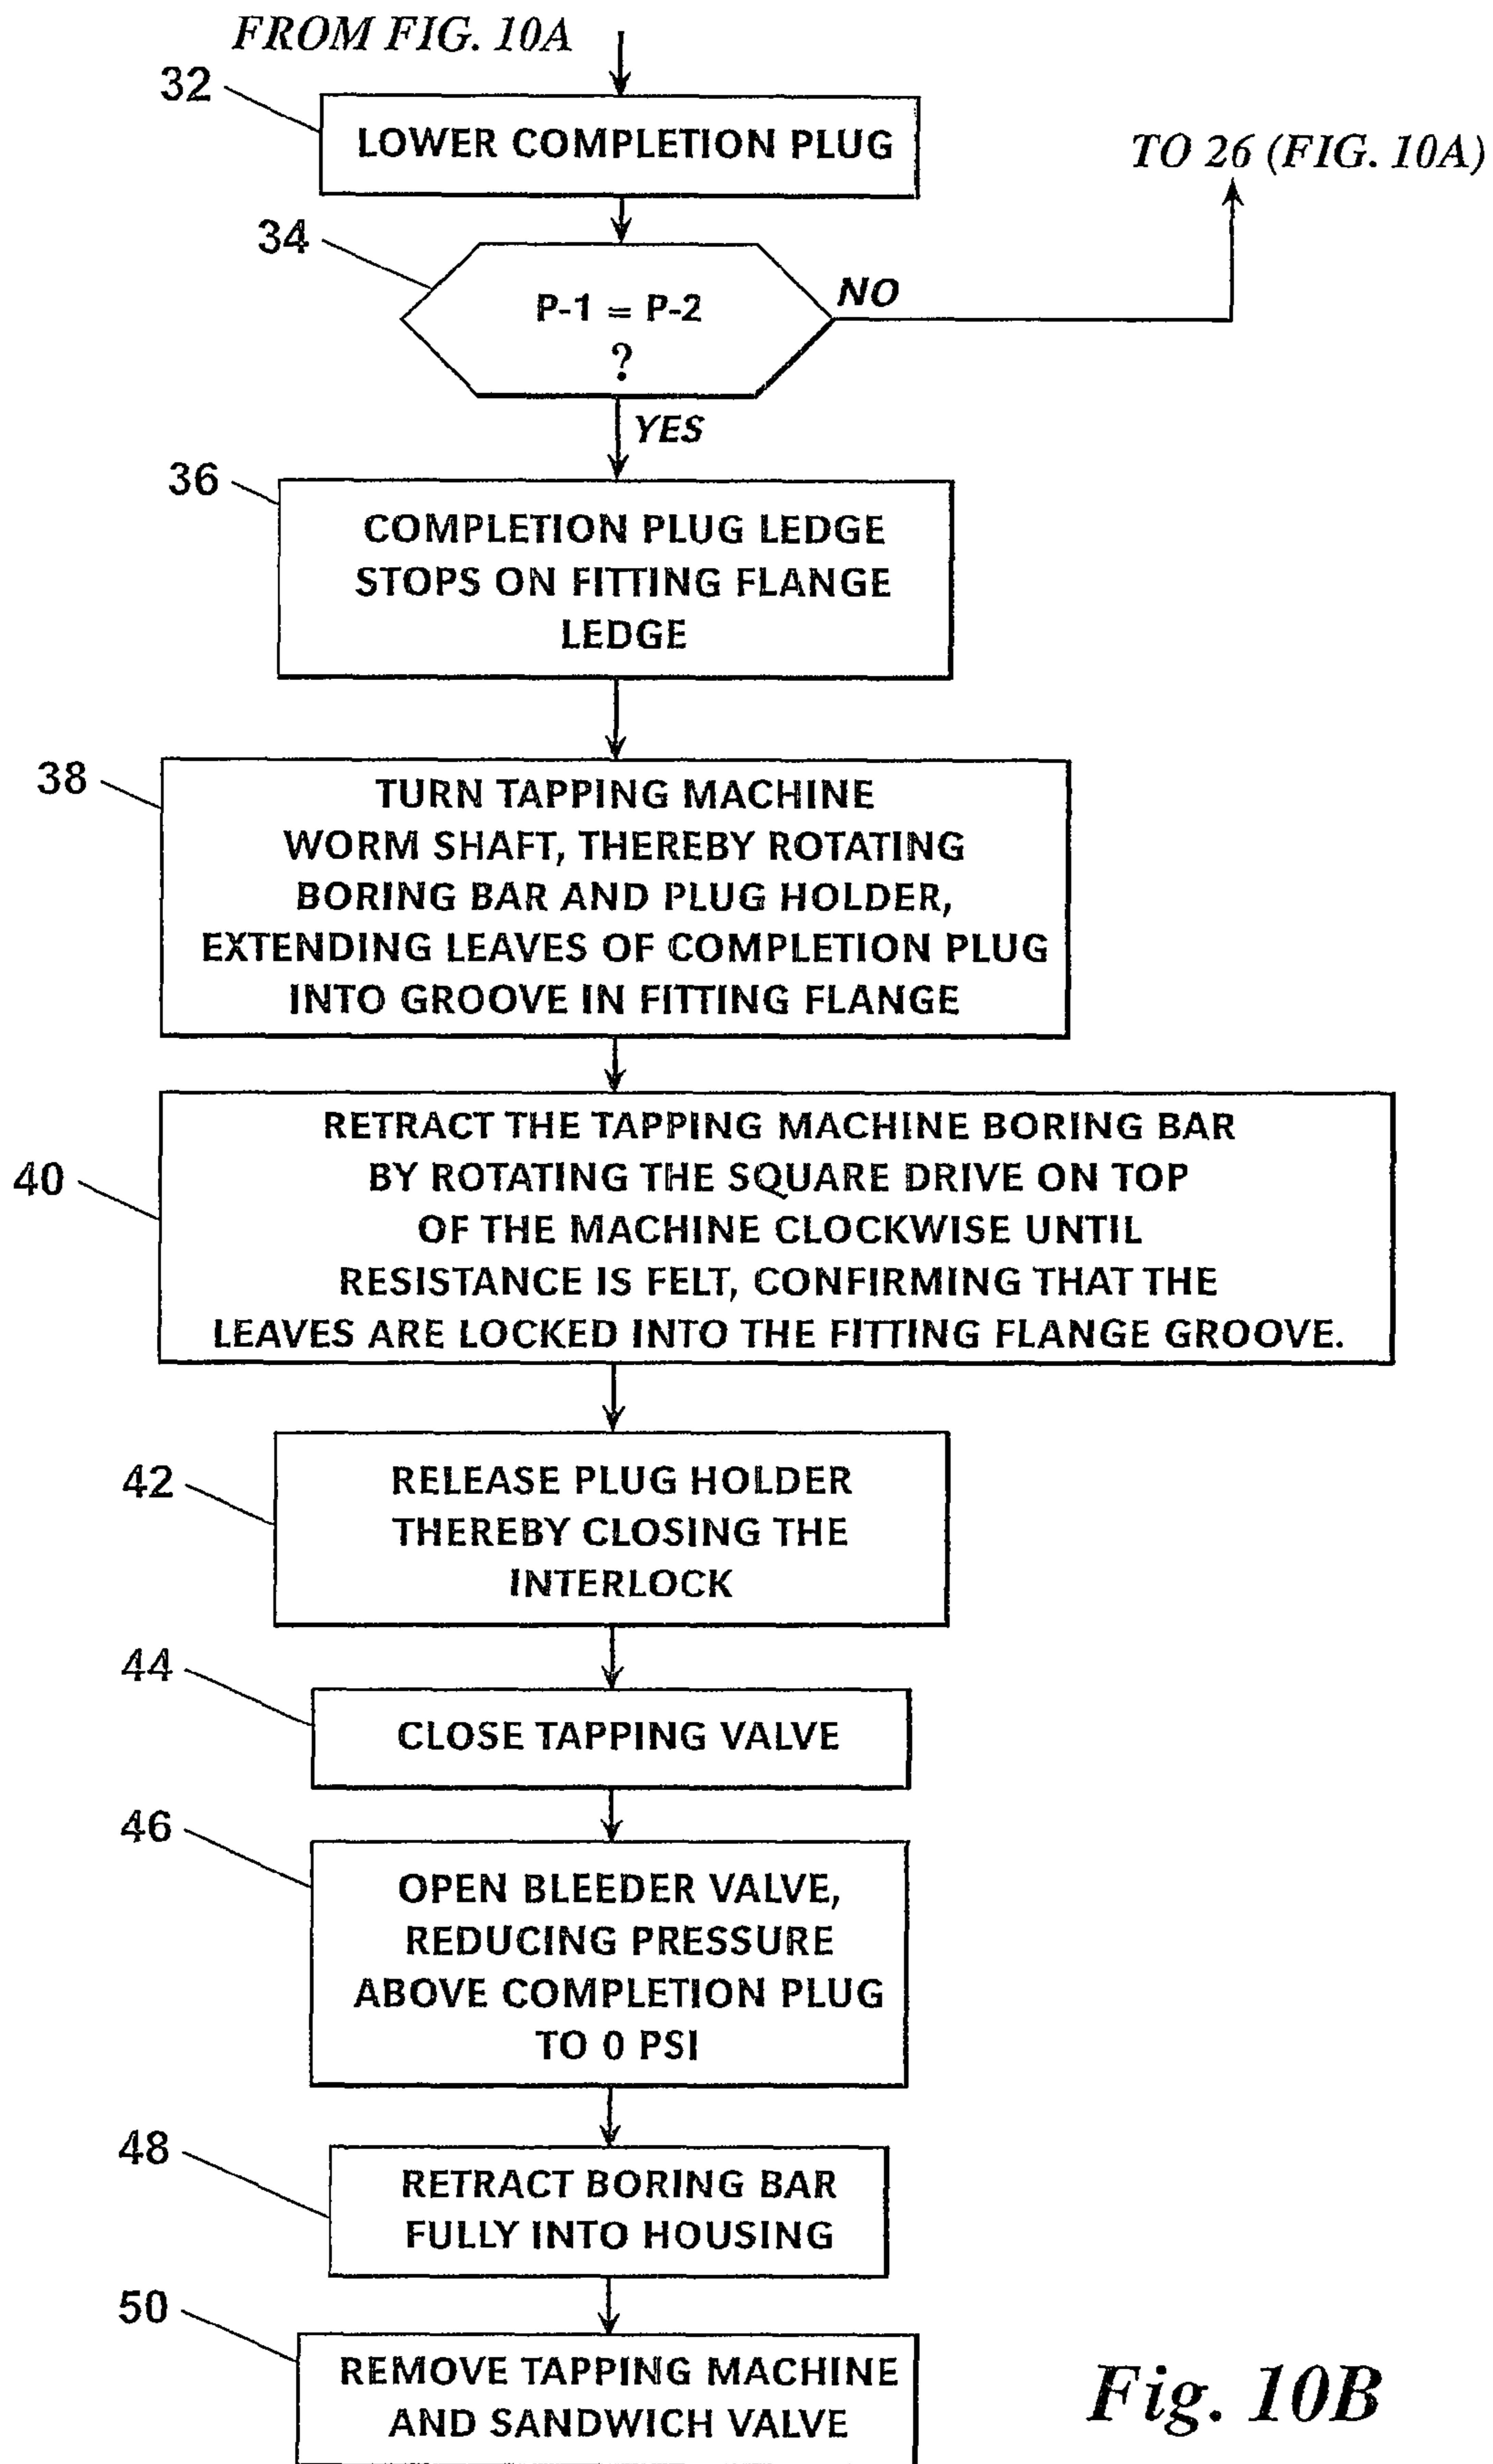 FROM FIG. 10A
32
LOWER COMPLETION PLUG
TO 26 (FIG. 10A)
34
P-1 = P-2
?
NO
YES
36
COMPLETION PLUG LEDGE
STOPS ON FITTING FLANGE
LEDGE
38
TURN TAPPING MACHINE
WORM SHAFT, THEREBY ROTATING
BORING BAR AND PLUG HOLDER,
EXTENDING LEAVES OF COMPLETION PLUG
INTO GROOVE IN FITTING FLANGE
40
RETRACT THE TAPPING MACHINE BORING BAR
BY ROTATING THE SQUARE DRIVE ON TOP
OF THE MACHINE CLOCKWISE UNTIL
RESISTANCE IS FELT, CONFIRMING THAT THE
LEAVES ARE LOCKED INTO THE FITTING FLANGE GROOVE.
42
RELEASE PLUG HOLDER
THEREBY CLOSING THE
INTERLOCK
44
CLOSE TAPPING VALVE
46
OPEN BLEEDER VALVE,
REDUCING PRESSURE
ABOVE COMPLETION PLUG
TO 0 PSI
48
RETRACT BORING BAR
FULLY INTO HOUSING
50
REMOVE TAPPING MACHINE
AND SANDWICH VALVE
Fig. 10B